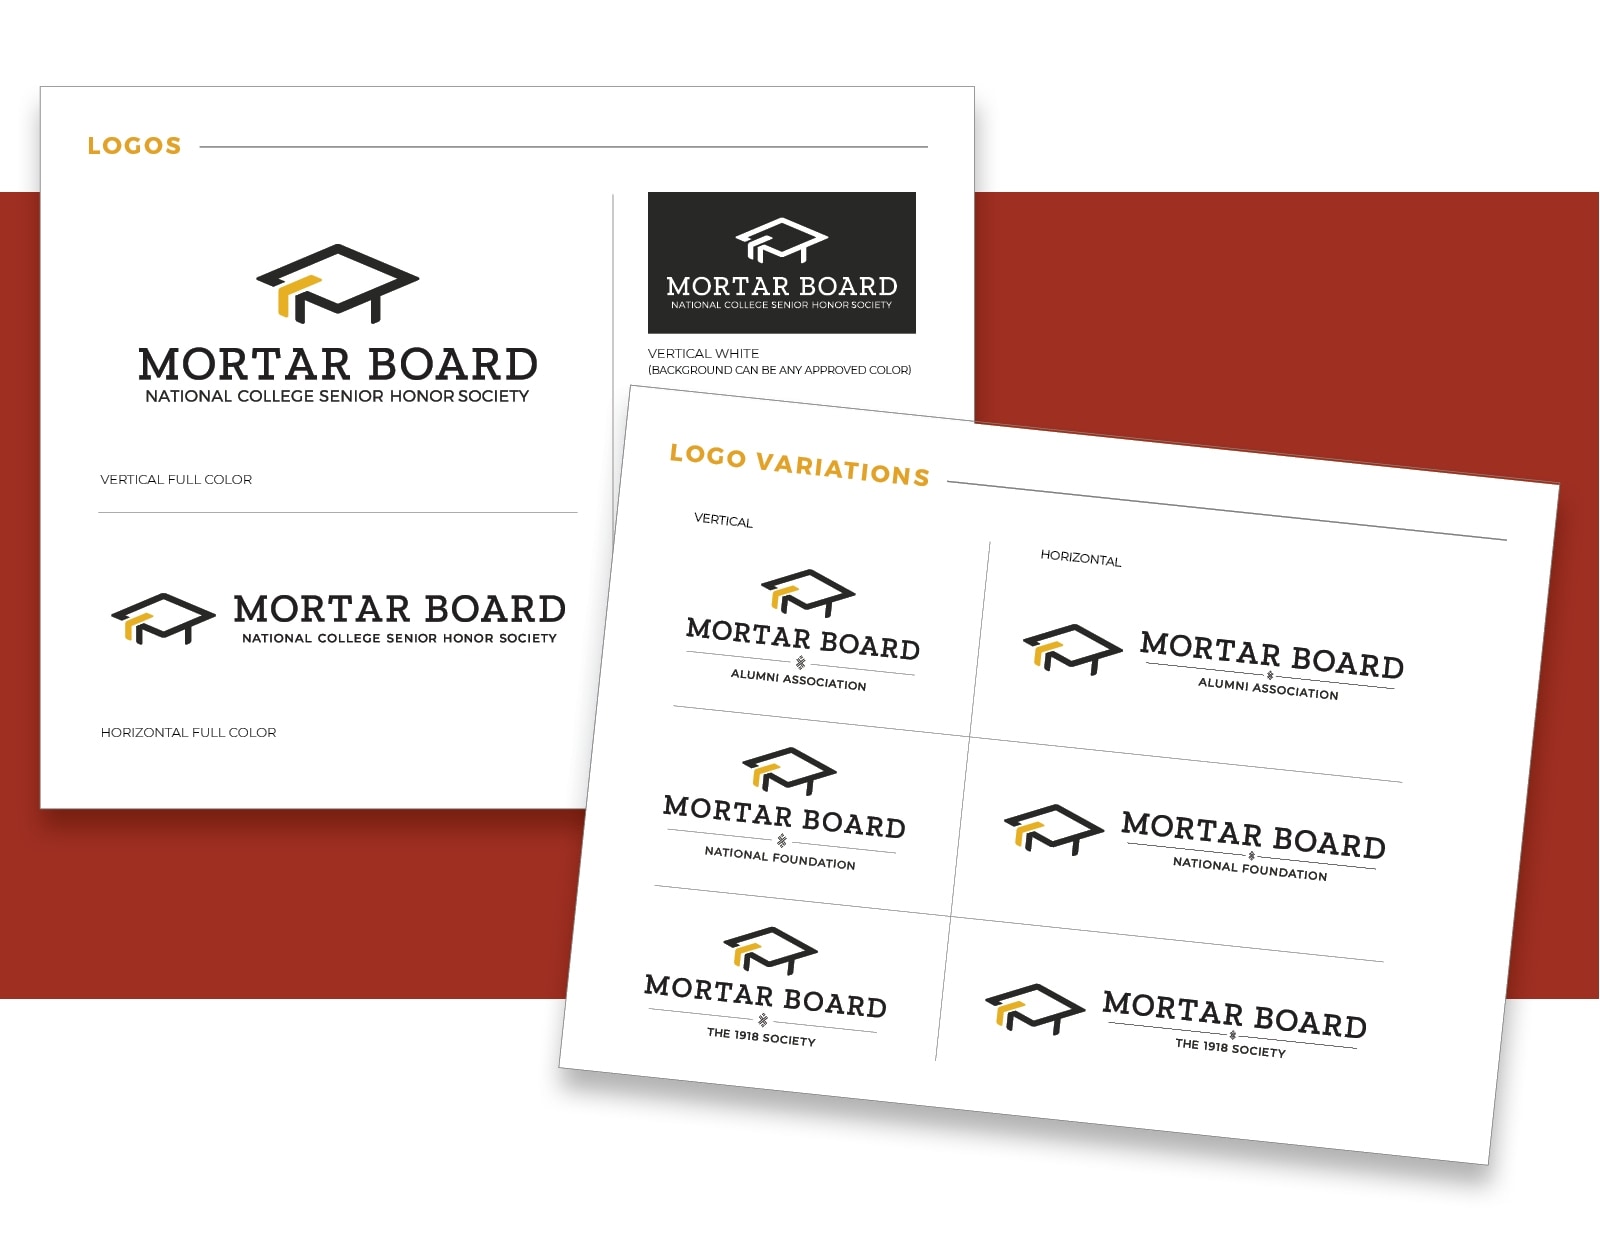 LOGOS
MORTAR BOARD
NATIONAL COLLEGE SENIOR HONOR SOCIETY
VERTICAL FULL COLOR
MORTAR BOARD
NATIONAL COLLEGE SENIOR HONOR SOCIETY
HORIZONTAL FULL COLOR
MORTAR BOARD
NATIONAL COLLEGE SENIOR HONOR SOCIETY
VERTICAL WHITE
(BACKGROUND CAN BE ANY APPROVED COLOR)
LOGO VARIATIONS
VERTICAL
HORIZONTAL
MORTAR BOARD
ALUMNI ASSOCIATION
MORTAR BOARD
ALUMNI ASSOCIATION
MORTAR BOARD
NATIONAL FOUNDATION
MORTAR BOARD
NATIONAL FOUNDATION
MORTAR BOARD
THE 1918 SOCIETY
MORTAR BOARD
THE 1918 SOCIETY